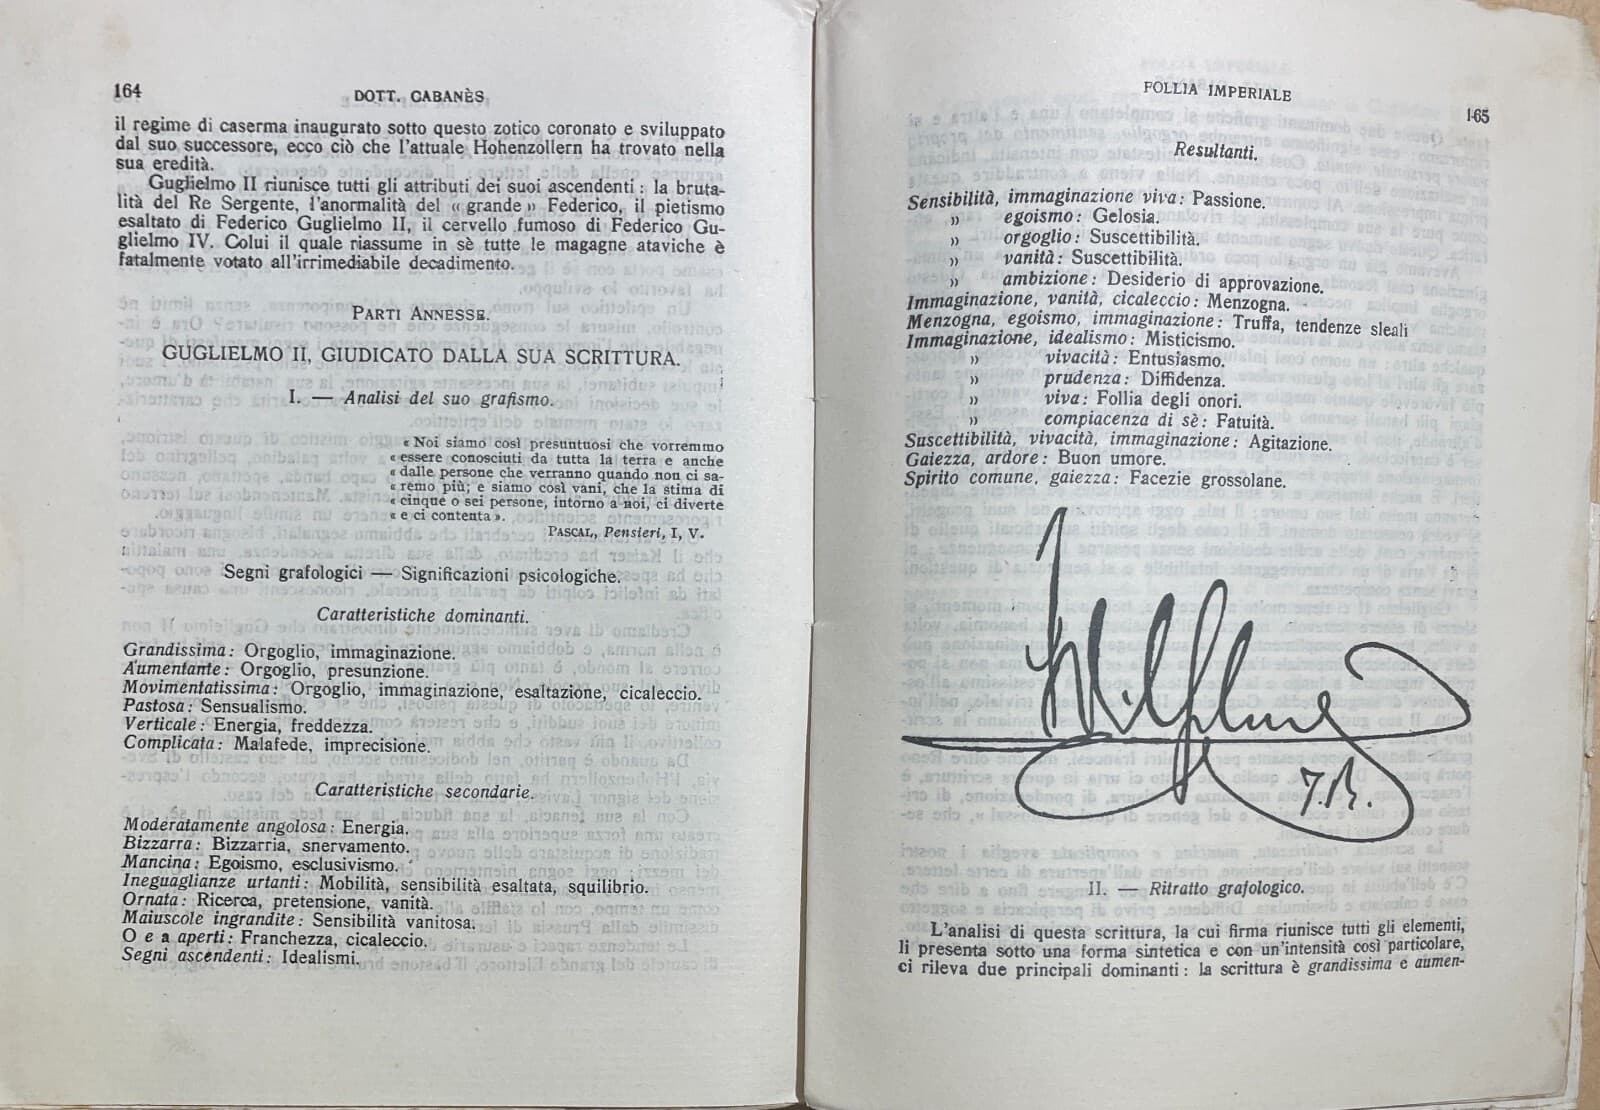 164
DOTT. CABANÈS
il regime di caserma inaugurato sotto questo zotico coronato e sviluppato
dal suo successore, ecco ciò che l'attuale Hohenzollern ha trovato nella
sua eredità.
Guglielmo II riunisce tutti gli attributi dei suoi ascendenti : la bruta-
lità del Re Sergente, l'anormalità del « grande » Federico, il pietismo
esaltato di Federico Guglielmo II, il cervello fumoso di Federico Gu-
glielmo IV. Colui il quale riassume in sè tutte le magagne ataviche è
fatalmente votato all'irrimediabile decadimento.
PARTI ANNESSE.
GUGLIELMO II, GIUDICATO DALLA SUA SCRITTURA.
I. — Analisi del suo grafismo.
« Noi siamo così presuntuosi che vorremmo
« essere conosciuti da tutta la terra e anche
« dalle persone che verranno quando non ci sa-
« remo più; e siamo così vani, che la stima di
« cinque o sei persone, intorno a noi, ci diverte
« e ci contenta ».
PASCAL, Pensieri, I, V.
Segni grafologici — Significazioni psicologiche.
Caratteristiche dominanti.
Grandissima : Orgoglio, immaginazione.
Aumentante : Orgoglio, presunzione.
Movimentatissima : Orgoglio, immaginazione, esaltazione, cicaleccio.
Pastosa : Sensualismo.
Verticale : Energia, freddezza.
Complicata : Malafede, imprecisione.
Caratteristiche secondarie.
Moderatamente angolosa : Energia.
Bizzarra : Bizzarria, snervamento.
Mancina : Egoismo, esclusivismo.
Ineguaglianze urtanti : Mobilità, sensibilità esaltata, squilibrio.
Ornata : Ricerca, pretensione, vanità.
Maiuscole ingrandite : Sensibilità vanitosa.
O e a aperti : Franchezza, cicaleccio.
Segni ascendenti : Idealismi.
FOLLIA IMPERIALE
165
Resultanti.
Sensibilità, immaginazione viva : Passione.
» egoismo : Gelosia.
» orgoglio : Suscettibilità.
» vanità : Suscettibilità.
» ambizione : Desiderio di approvazione.
Immaginazione, vanità, cicaleccio : Menzogna.
Menzogna, egoismo, immaginazione : Truffa, tendenze sleali
Immaginazione, idealismo : Misticismo.
» vivacità : Entusiasmo.
» prudenza : Diffidenza.
» viva : Follia degli onori.
» compiacenza di sè : Fatuità.
Suscettibilità, vivacità, immaginazione : Agitazione.
Gaiezza, ardore : Buon umore.
Spirito comune, gaiezza : Facezie grossolane.
Wilhelm
I.R.
II. — Ritratto grafologico.
L'analisi di questa scrittura, la cui firma riunisce tutti gli elementi,
li presenta sotto una forma sintetica e con un'intensità così particolare,
ci rileva due principali dominanti : la scrittura è grandissima e aumen-